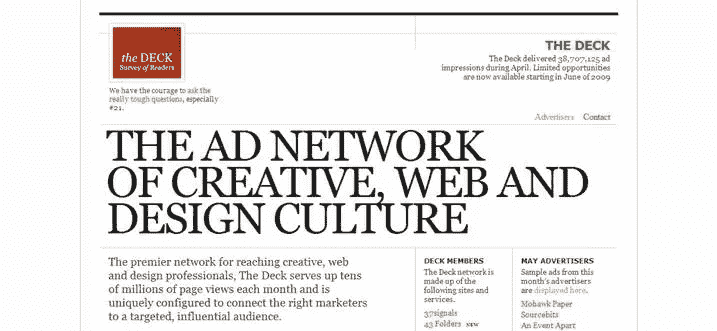 the DECK
Survey of Readers
We have the courage to ask the
really tough questions, especially
#21.
THE DECK
The Deck delivered 38,707,125 ad
impressions during April. Limited opportunities
are now available starting in June of 2009
Advertisers Contact
THE AD NETWORK
OF CREATIVE, WEB AND
DESIGN CULTURE
The premier network for reaching creative, web
and design professionals, The Deck serves up tens
of millions of page views each month and is
uniquely configured to connect the right marketers
to a targeted, influential audience.
DECK MEMBERS
The Deck network is
made up of the
following sites and
services.
37signals
43 Folders NEW
MAY ADVERTISERS
Sample ads from this
month's advertisers
are displayed here.
Mohawk Paper
Sourcebits
An Event Apart